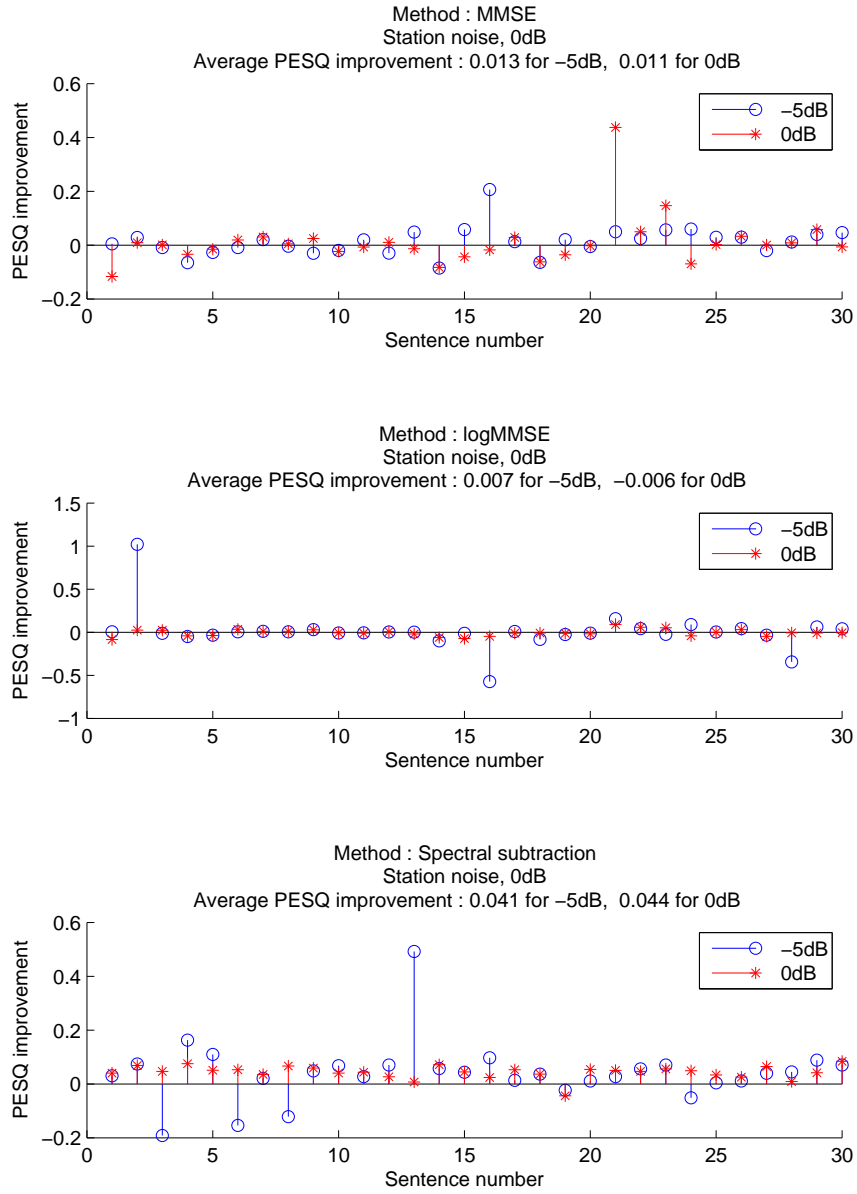 Method : MMSE
Station noise, 0dB
Average PESQ improvement : 0.013 for −5dB,  0.011 for 0dB
0.6
0.4
0.2
0
−0.2
PESQ improvement
−5dB
0dB
0 5 10 15 20 25 30
Sentence number
Method : logMMSE
Station noise, 0dB
Average PESQ improvement : 0.007 for −5dB,  −0.006 for 0dB
1.5
1
0.5
0
−0.5
−1
PESQ improvement
−5dB
0dB
0 5 10 15 20 25 30
Sentence number
Method : Spectral subtraction
Station noise, 0dB
Average PESQ improvement : 0.041 for −5dB,  0.044 for 0dB
0.6
0.4
0.2
0
−0.2
PESQ improvement
−5dB
0dB
0 5 10 15 20 25 30
Sentence number